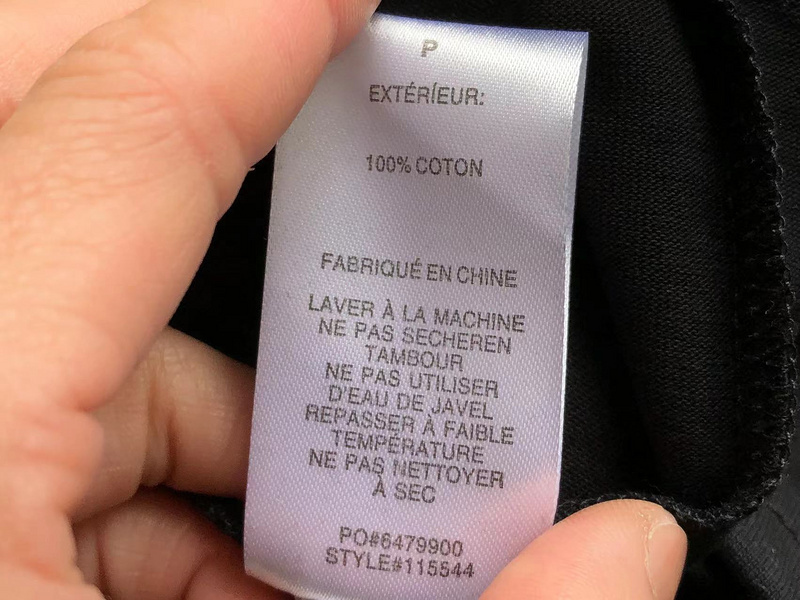 P
EXTÉRÍEUR:
100% COTON
FABRIQUÉ EN CHINE
LAVER À LA MACHINE
NE PAS SECHEREN
TAMBOUR
NE PAS UTILISER
D'EAU DE JAVEL
REPASSER À FAIBLE
TEMPÉRATURE
NE PAS NETTOYER
À SEC
PO#6479900
STYLE#115544